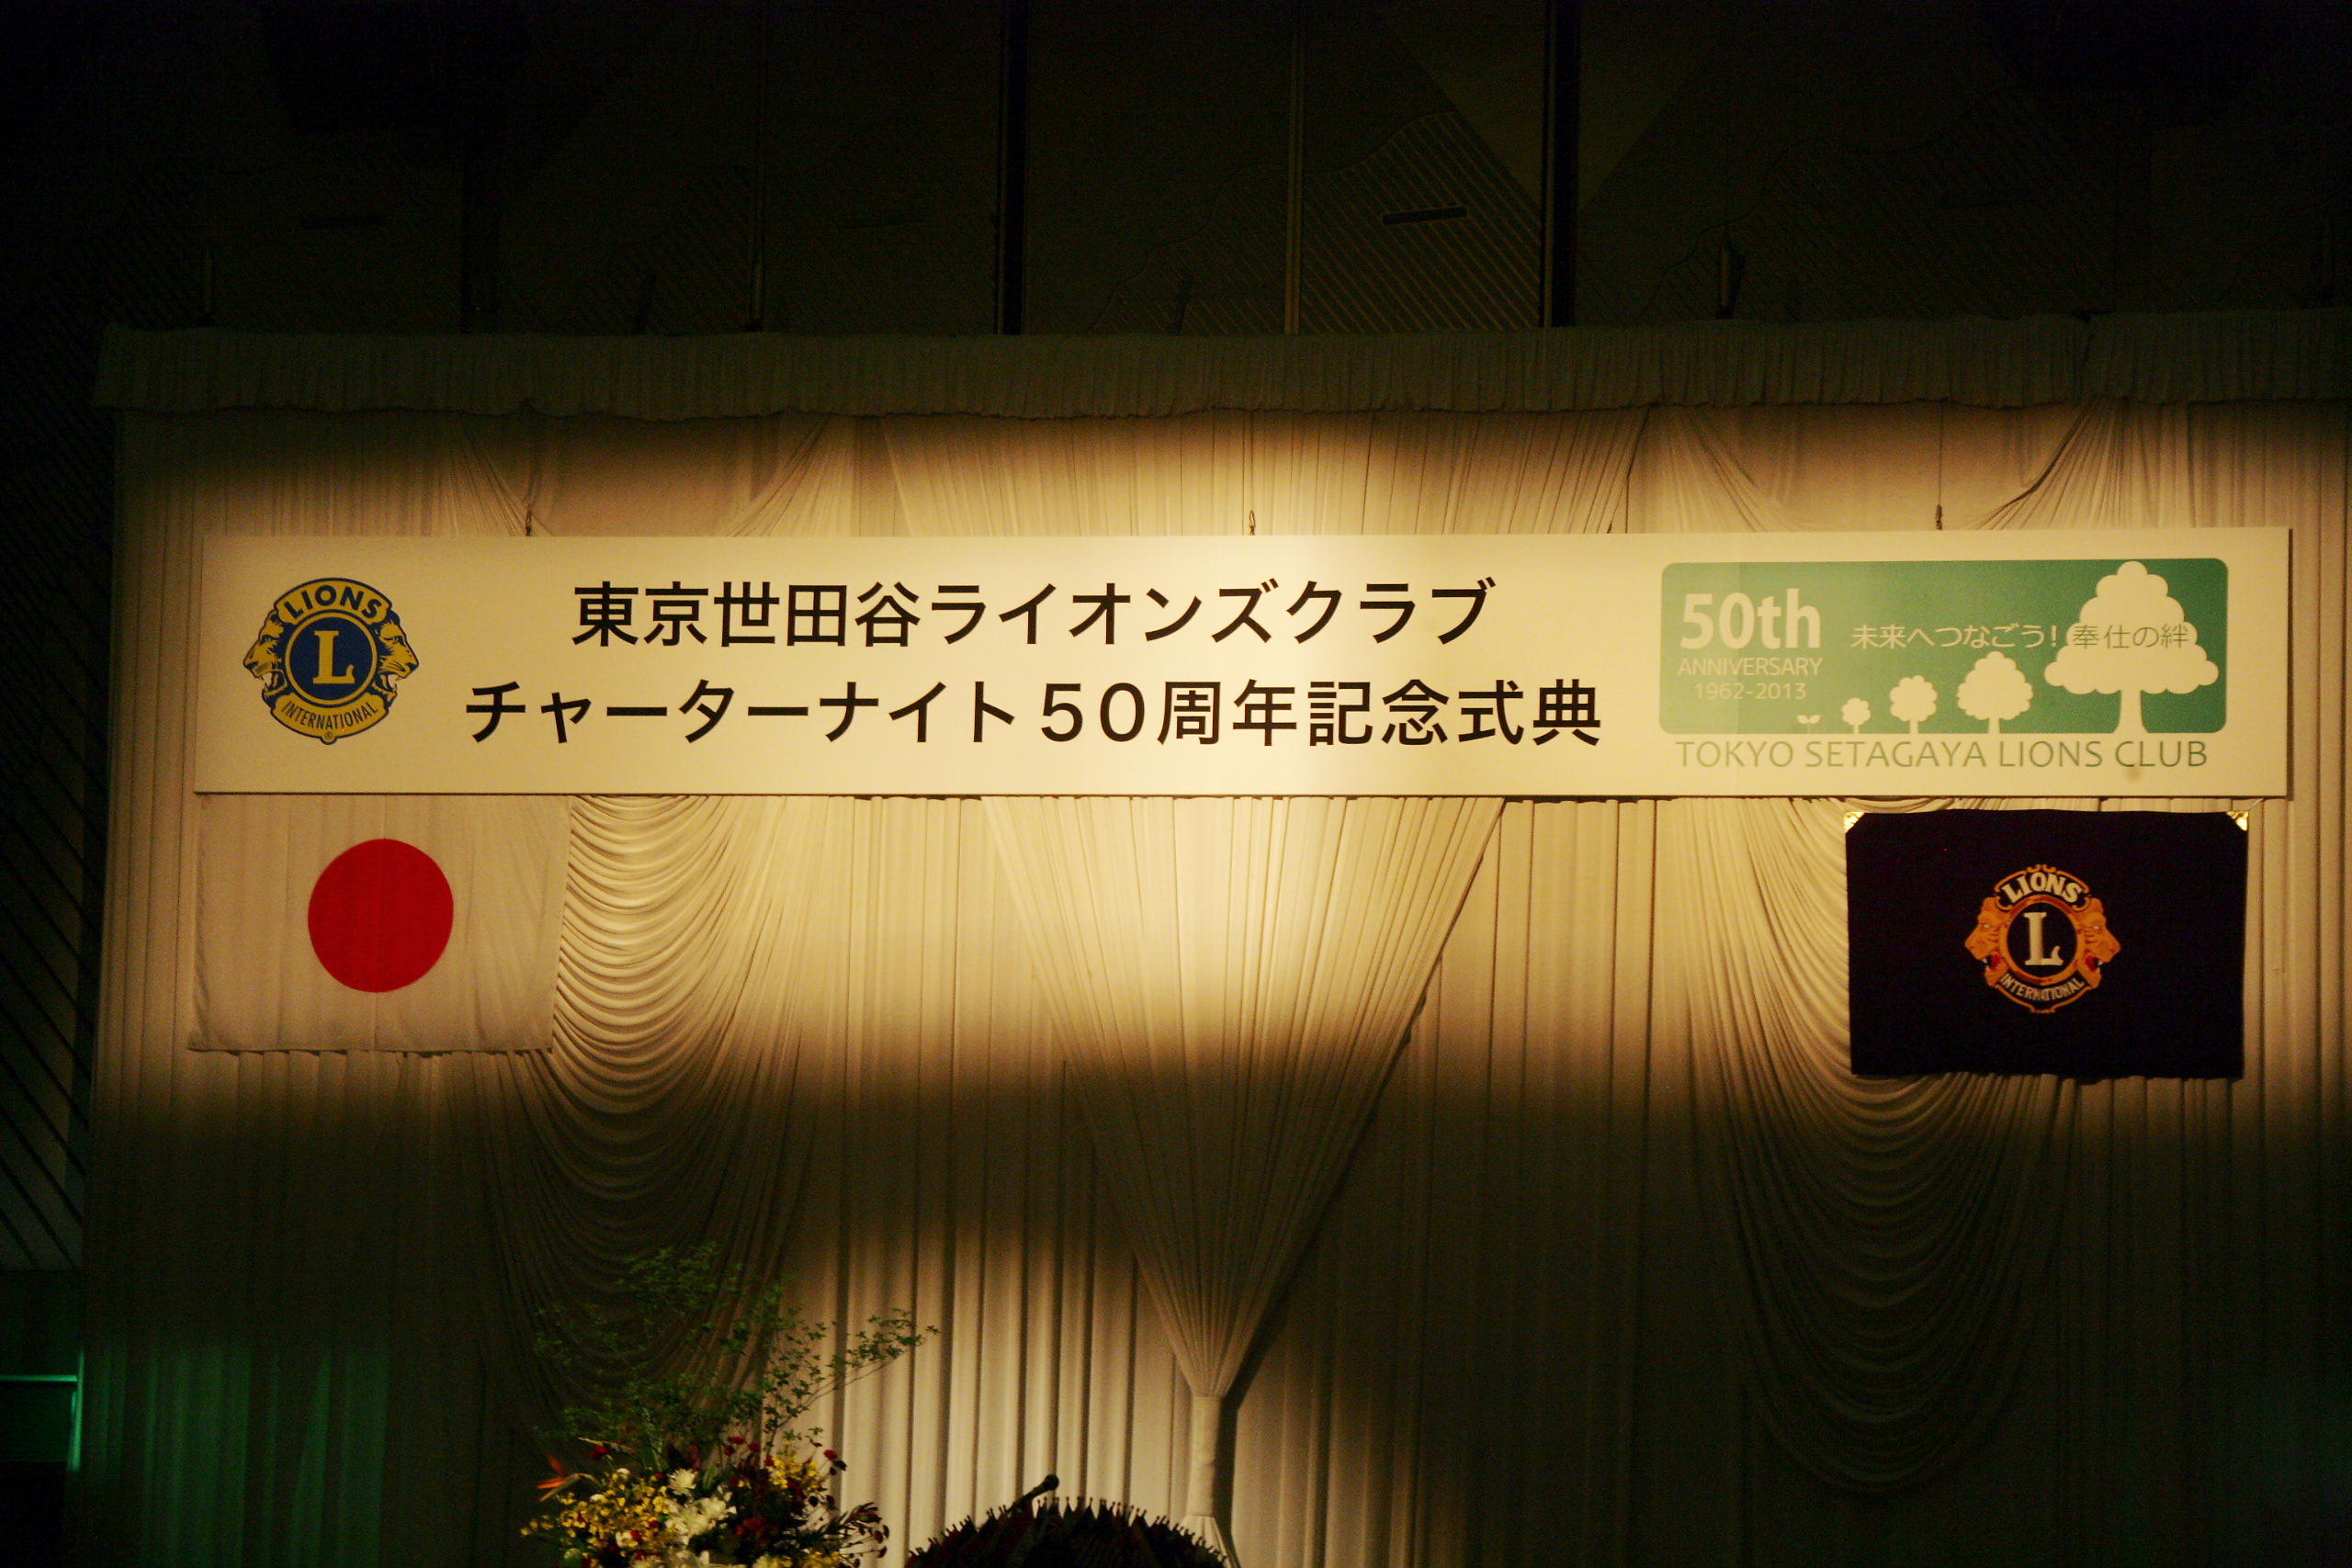 東京世田谷ライオンズクラブ
チャーターナイト50周年記念式典
LIONS
L
INTERNATIONAL
®
50th
ANNIVERSARY
1962-2013
未来へつなごう!奉仕の絆
TOKYO SETAGAYA LIONS CLUB
LIONS
L
INTERNATIONAL